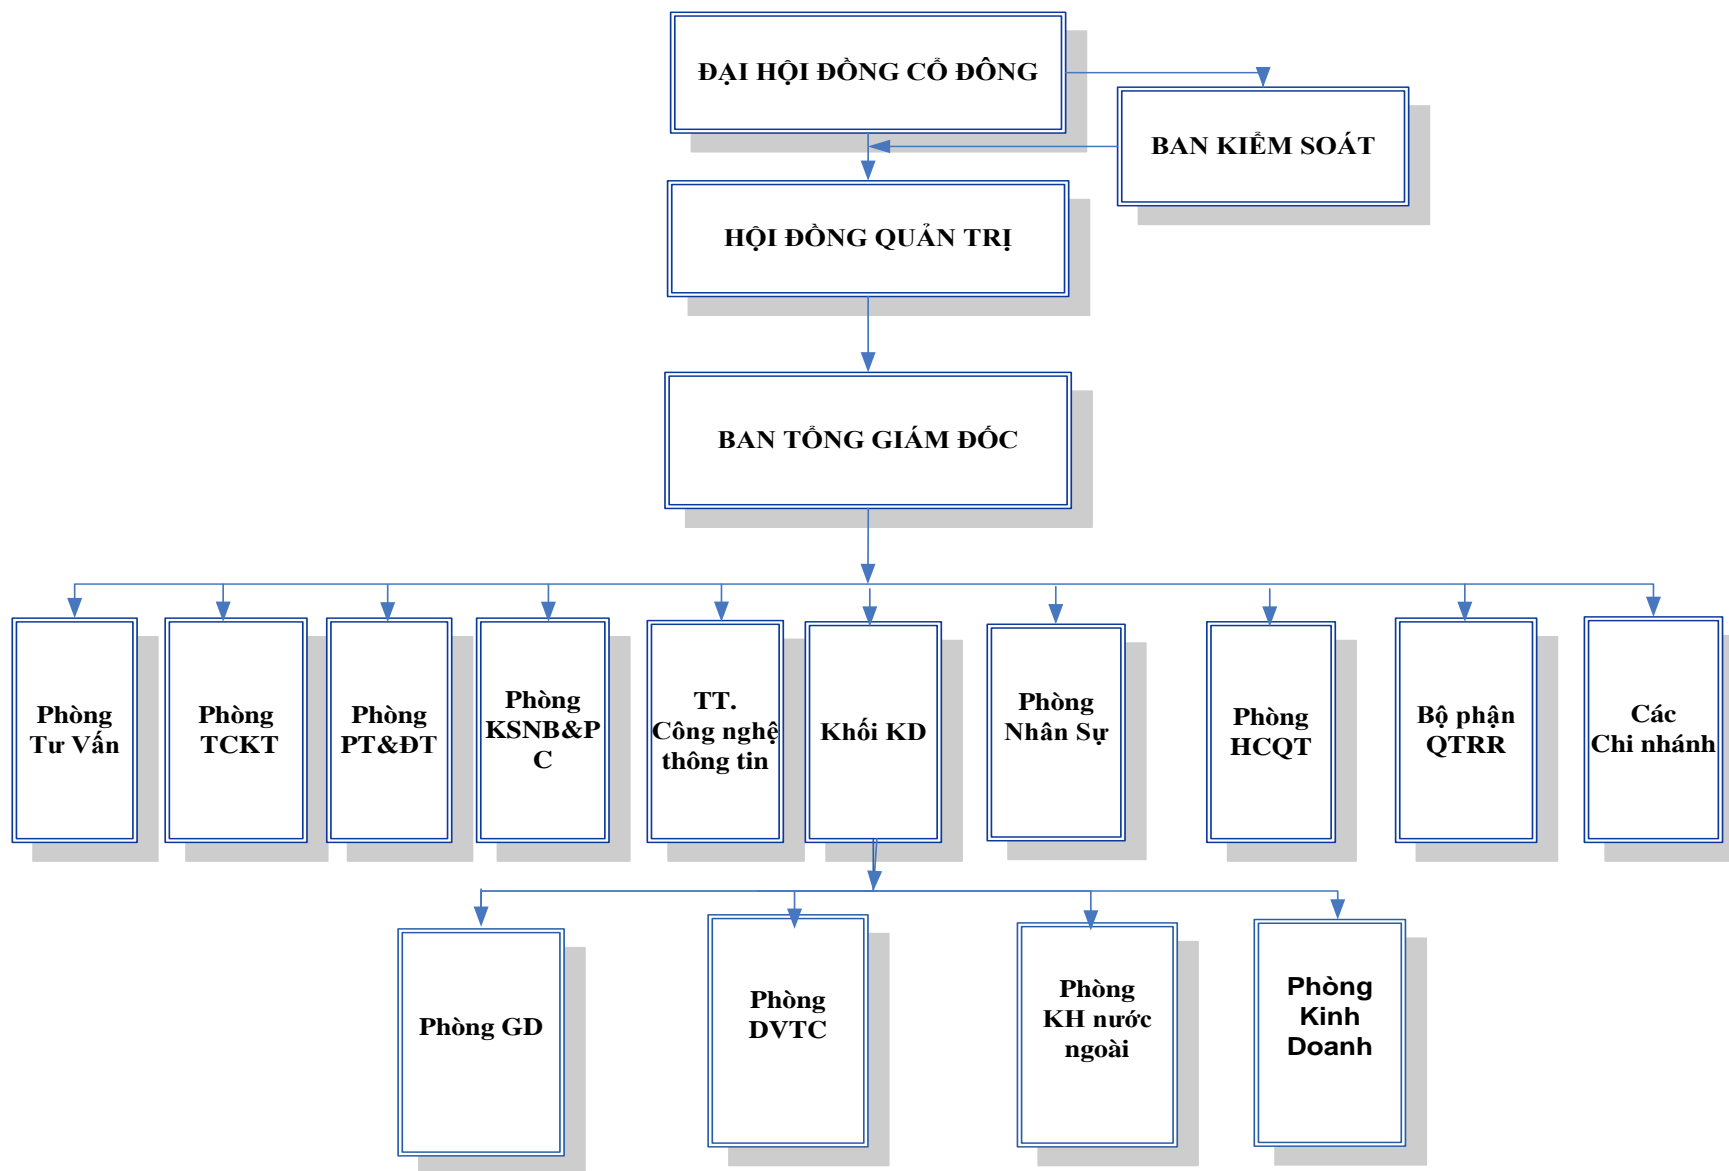 ĐẠI HỘI ĐỒNG CỔ ĐÔNG
BAN KIỂM SOÁT
HỘI ĐỒNG QUẢN TRỊ
BAN TỔNG GIÁM ĐỐC
Phòng
Tư Vấn
Phòng
TCKT
Phòng
PT&ĐT
Phòng
KSNB&P
C
TT.
Công nghệ
thông tin
Khối KD
Phòng
Nhân Sự
Phòng
HCQT
Bộ phận
QTRR
Các
Chi nhánh
Phòng GD
Phòng
DVTC
Phòng
KH nước
ngoài
Phòng
Kinh
Doanh